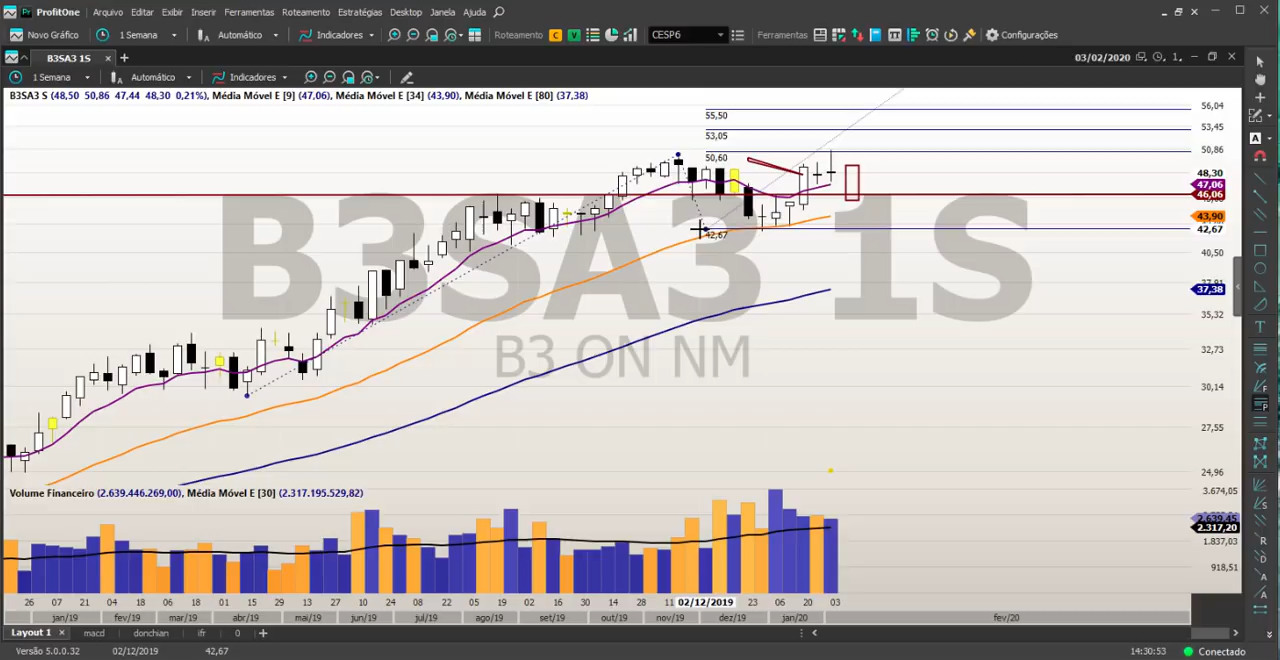 ProfitOne Arquivo Editar Exibir Inserir Ferramentas Roteamento Estratégias Desktop Janela Ajuda
Novo Gráfico 1 Semana Automático Indicadores Roteamento C V CESP6 Ferramentas Configurações
B3SA3 1S 03/02/2020 1
1 Semana Automático Indicadores
B3SA3 S (48,50 50,86 47,44 48,30 0,21%), Média Móvel E [9] (47,06), Média Móvel E [34] (43,90), Média Móvel E [80] (37,38)
56,04
55,50
53,45
53,05
50,86
50,60
48,30
47,06
46,06
43,90
42,67
42,67
40,50
B3SA3 1S
37,38
35,32
B3 ON NM
32,73
30,14
27,55
24,96
Volume Financeiro (2.639.446.269,00), Média Móvel E [30] (2.317.195.529,82)
3.674,05
2.639,45
2.317,20
1.837,03
918,51
26 07 21 04 18 06 18 01 15 29 13 27 10 24 08 22 05 19 02 16 30 14 28 11 02/12/2019 23 06 20 03
jan/19 fev/19 mar/19 abr/19 mai/19 jun/19 jul/19 ago/19 set/19 out/19 nov/19 dez/19 jan/20 fev/20
Layout 1 macd donchian ifr 0
Versão 5.0.0.32 02/12/2019 42,67 14:30:53 Conectado